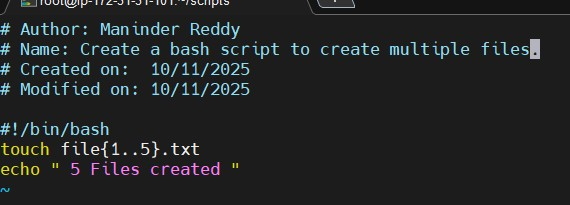 root@ip-172-31-31-101:~/scripts
# Author: Maninder Reddy
# Name: Create a bash script to create multiple files.
# Created on:  10/11/2025
# Modified on: 10/11/2025
#!/bin/bash
touch file{1..5}.txt
echo " 5 Files created "
~